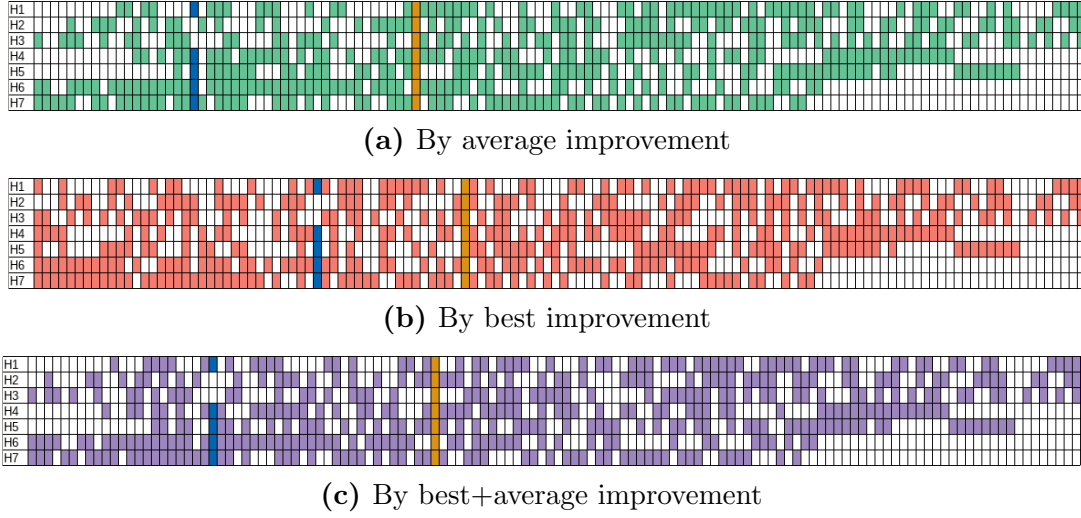 H1
H2
H3
H4
H5
H6
H7
(a) By average improvement
H1
H2
H3
H4
H5
H6
H7
(b) By best improvement
H1
H2
H3
H4
H5
H6
H7
(c) By best+average improvement